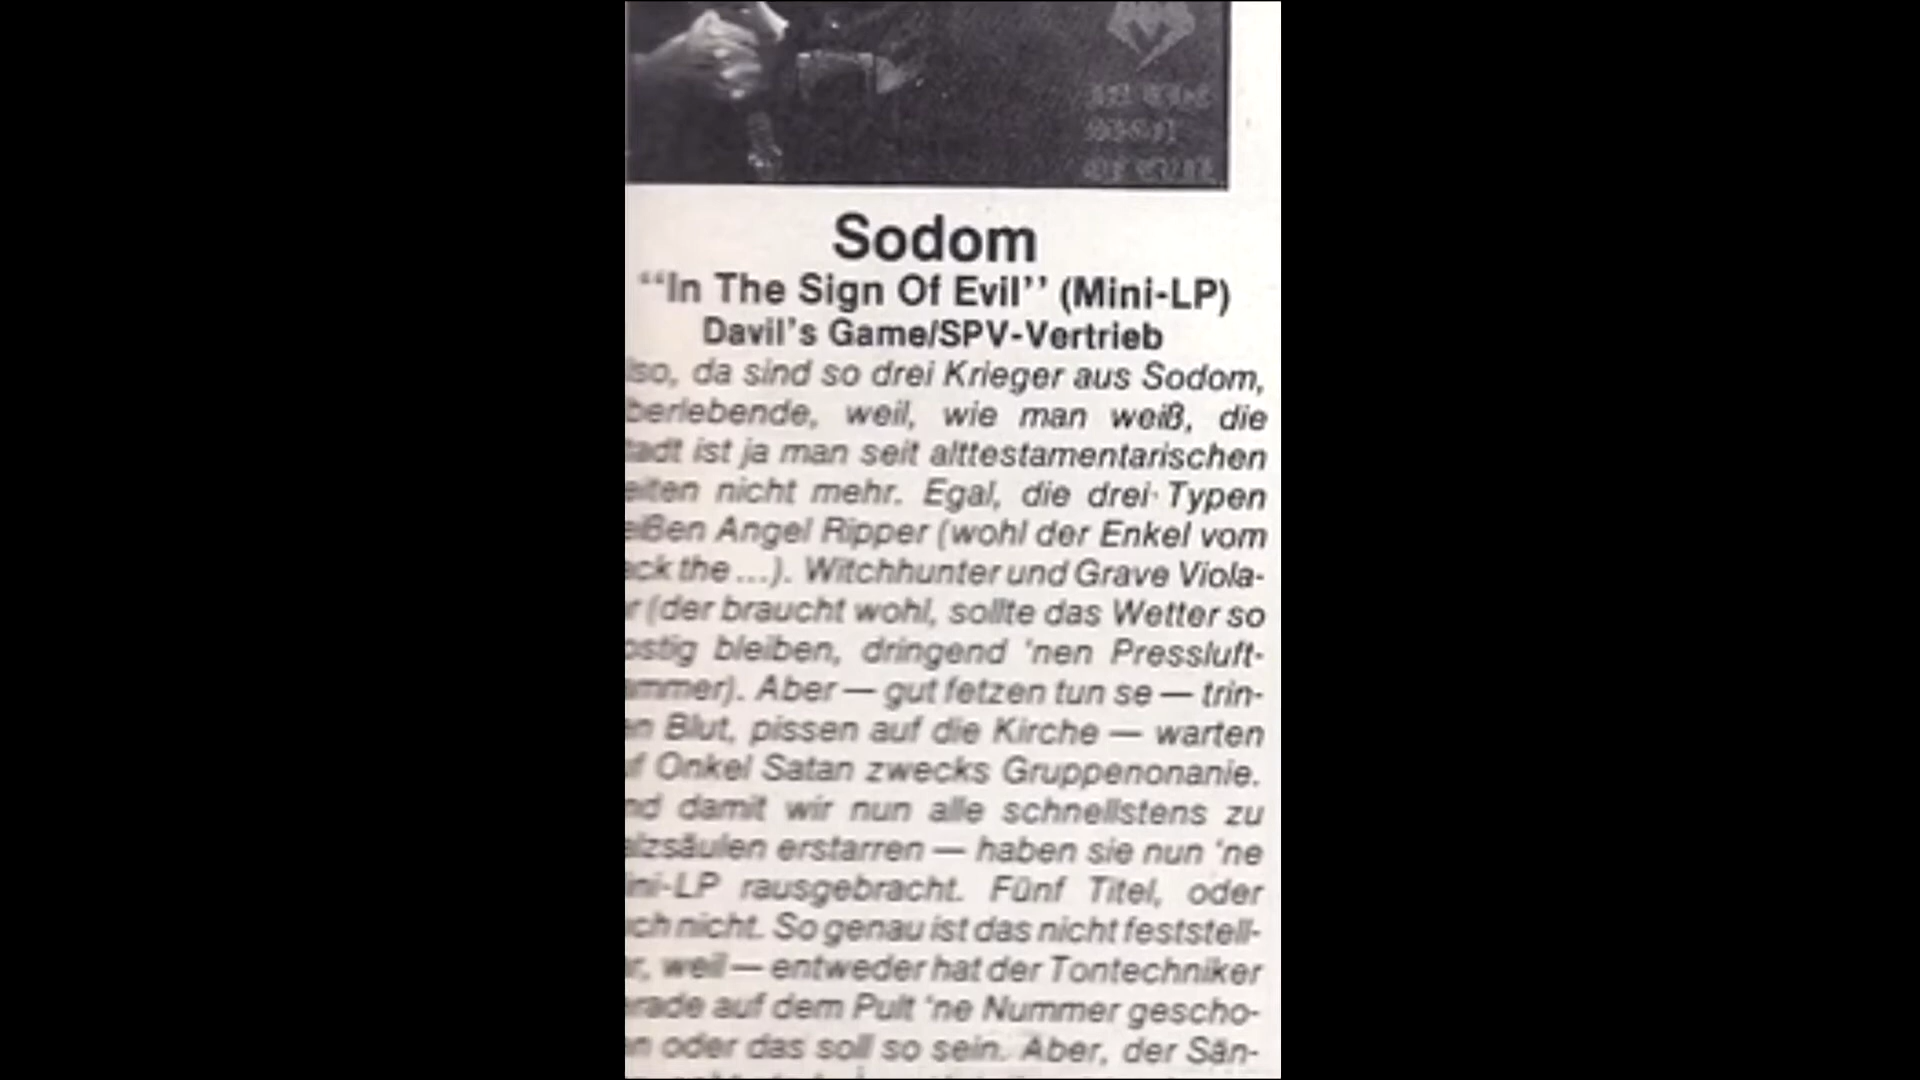 Sodom
“In The Sign Of Evil” (Mini-LP)
Davil’s Game/SPV-Vertrieb
lso, da sind so drei Krieger aus Sodom,
berlebende, weil, wie man weiß, die
tadt ist ja man seit alttestamentarischen
eiten nicht mehr. Egal, die drei Typen
eißen Angel Ripper (wohl der Enkel vom
ack the ...). Witchhunter und Grave Viola-
r (der braucht wohl, sollte das Wetter so
ostig bleiben, dringend ’nen Pressluft-
ammer). Aber — gut fetzen tun se — trin-
en Blut, pissen auf die Kirche — warten
uf Onkel Satan zwecks Gruppenonanie.
nd damit wir nun alle schnellstens zu
alzsäulen erstarren — haben sie nun ’ne
ini-LP rausgebracht. Fünf Titel, oder
uch nicht. So genau ist das nicht feststell-
r, weil — entweder hat der Tontechniker
erade auf dem Pult ’ne Nummer gescho-
en oder das soll so sein. Aber, der Sän-